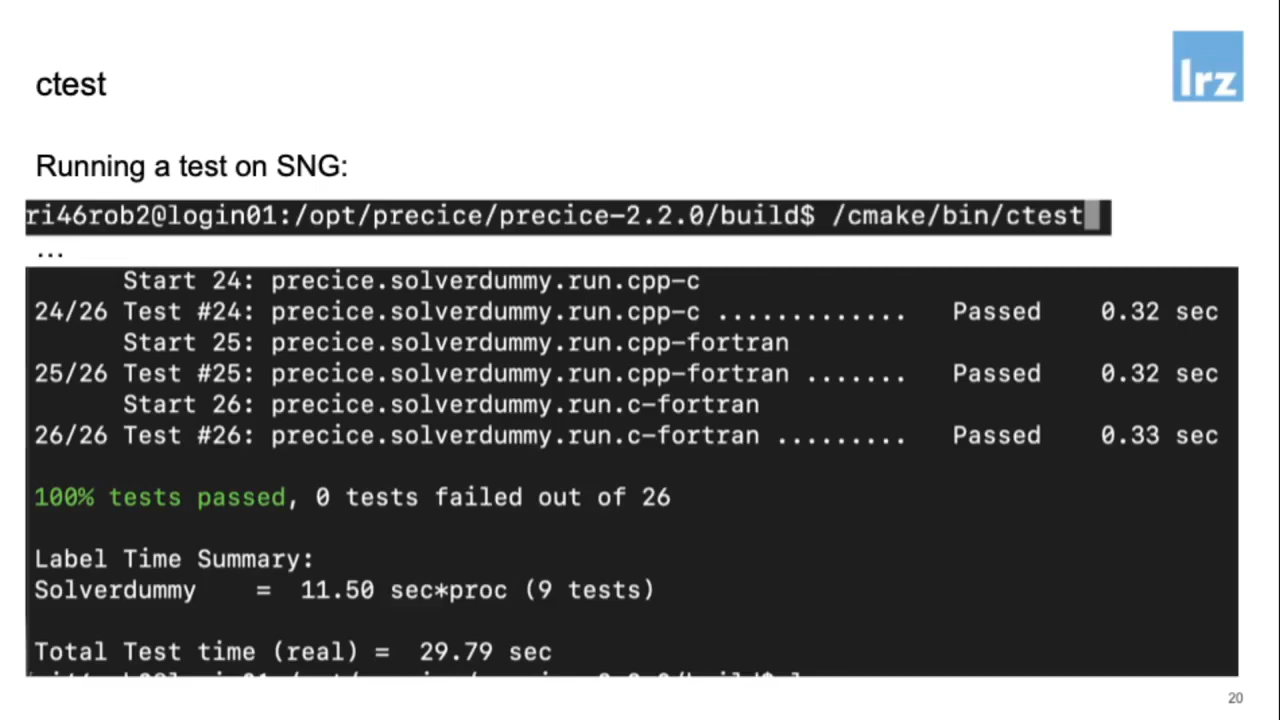 lrz
ctest
Running a test on SNG:
ri46rob2@login01:/opt/precice/precice-2.2.0/build$ /cmake/bin/ctest
...
Start 24: precice.solverdummy.run.cpp-c
24/26 Test #24: precice.solverdummy.run.cpp-c ............. Passed 0.32 sec
Start 25: precice.solverdummy.run.cpp-fortran
25/26 Test #25: precice.solverdummy.run.cpp-fortran ....... Passed 0.32 sec
Start 26: precice.solverdummy.run.c-fortran
26/26 Test #26: precice.solverdummy.run.c-fortran ......... Passed 0.33 sec
100% tests passed, 0 tests failed out of 26
Label Time Summary:
Solverdummy = 11.50 sec*proc (9 tests)
Total Test time (real) = 29.79 sec
20